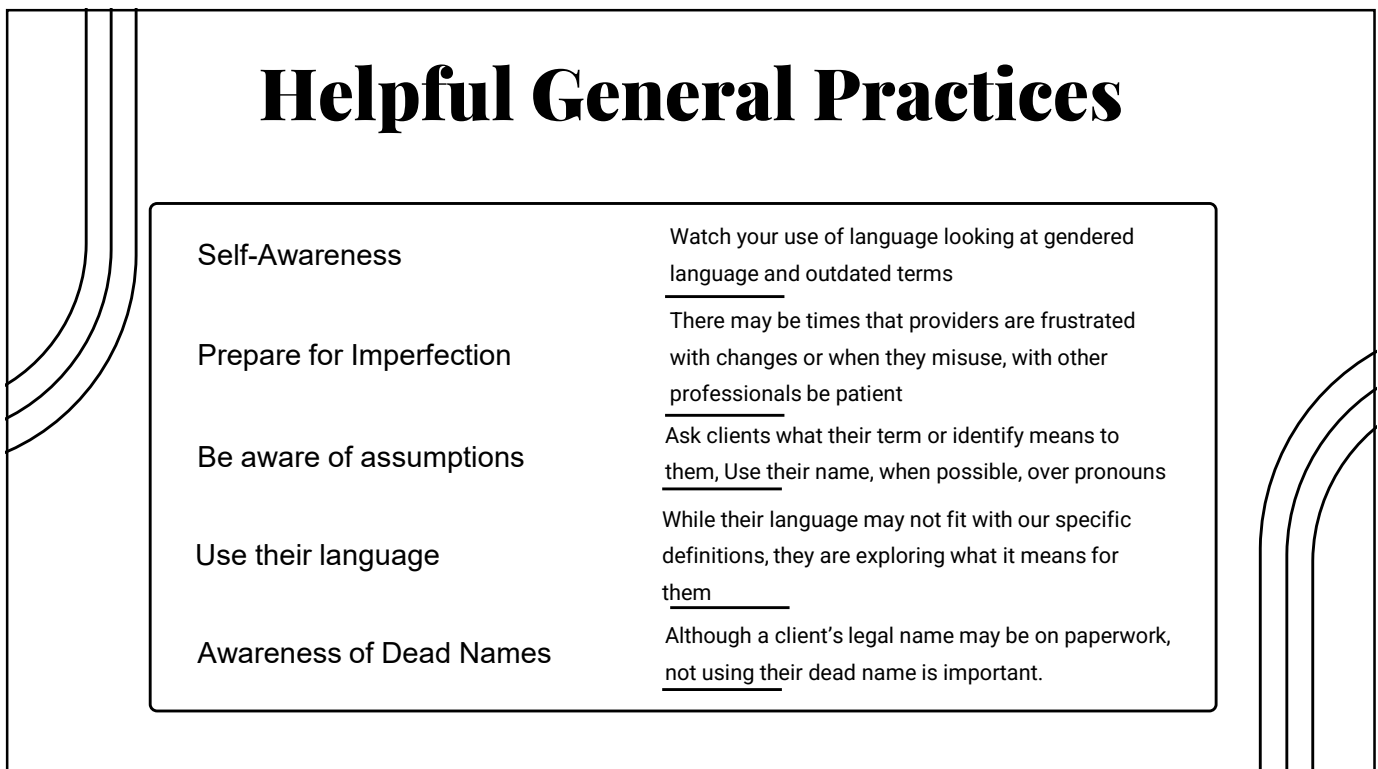 Helpful General Practices
Self-Awareness
Watch your use of language looking at gendered
language and outdated terms
Prepare for Imperfection
There may be times that providers are frustrated
with changes or when they misuse, with other
professionals be patient
Be aware of assumptions
Ask clients what their term or identify means to
them, Use their name, when possible, over pronouns
Use their language
While their language may not fit with our specific
definitions, they are exploring what it means for
them
Awareness of Dead Names
Although a client’s legal name may be on paperwork,
not using their dead name is important.